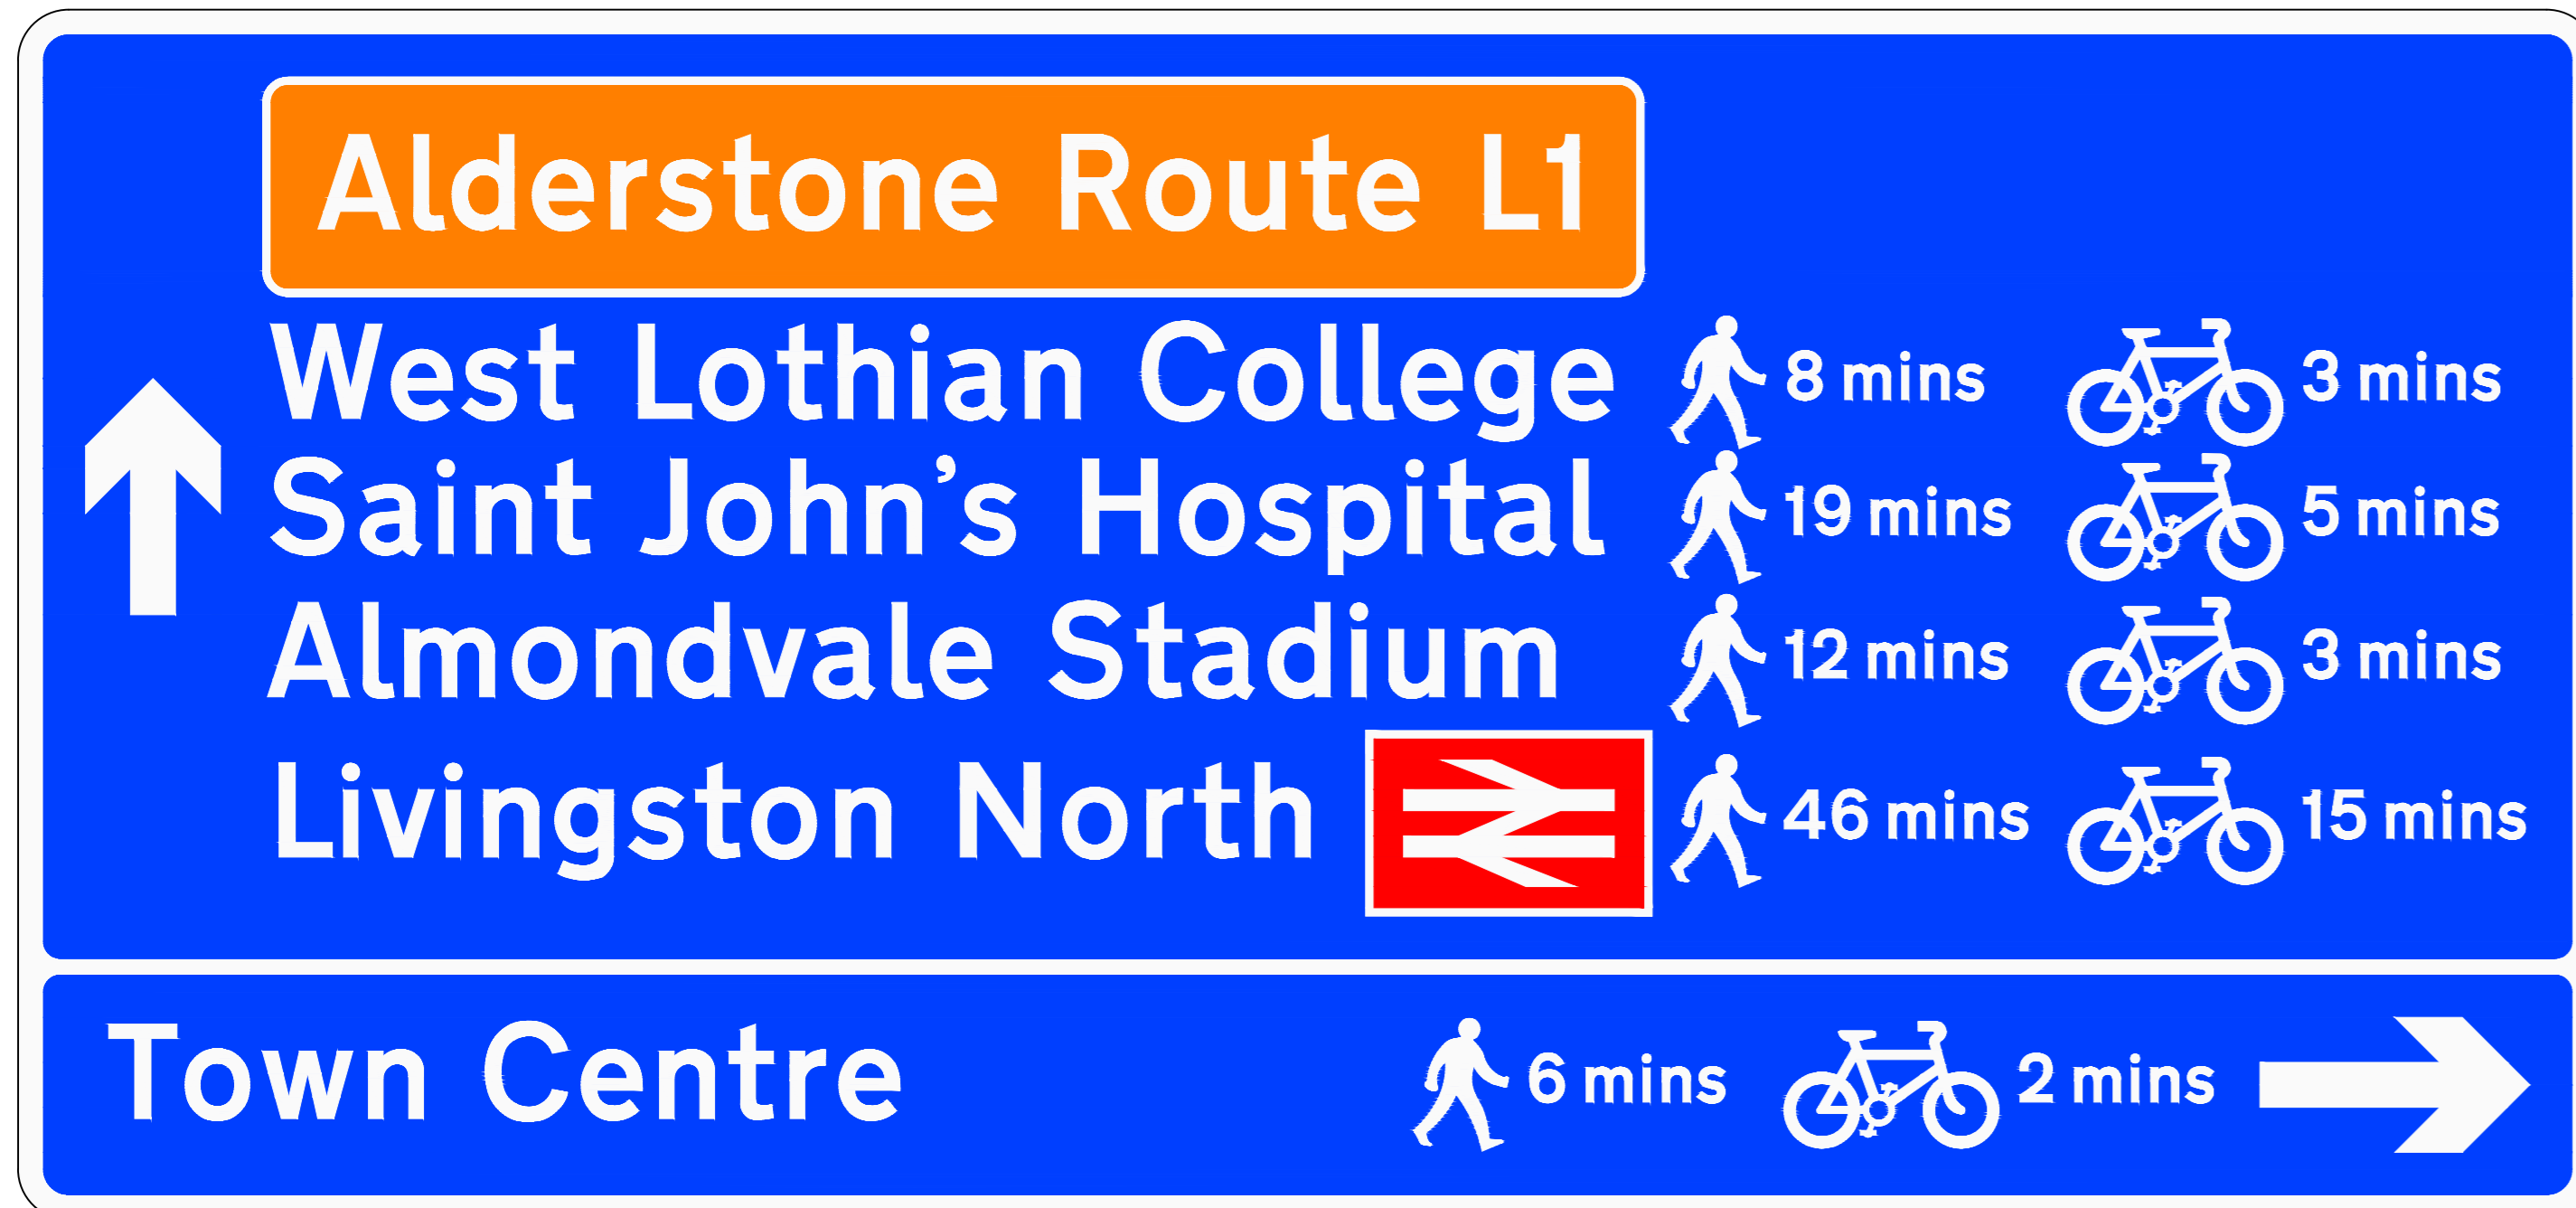 Alderstone Route L1
West Lothian College 8 mins 3 mins
Saint John's Hospital 19 mins 5 mins
Almondvale Stadium 12 mins 3 mins
Livingston North 46 mins 15 mins
Town Centre 6 mins 2 mins